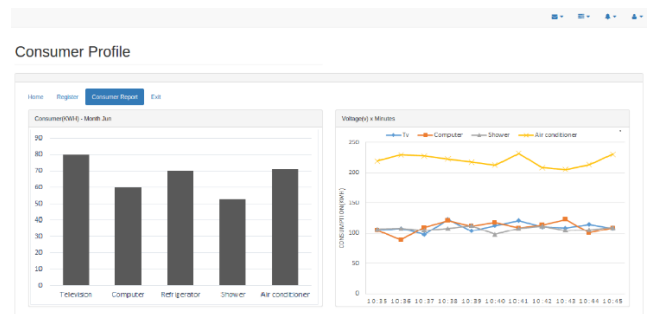 Consumer Profile
Home Register Consumer Report Exit
Consumer(KWH) - Month Jun
90
80
70
60
50
40
30
20
10
0
Television Computer Refrigerator Shower Air conditioner
Voltage(v) x Minutes
Tv Computer Shower Air conditioner
CONSUMPTION(KWH)
250
200
150
100
50
0
10:35 10:36 10:37 10:38 10:39 10:40 10:41 10:42 10:43 10:44 10:45